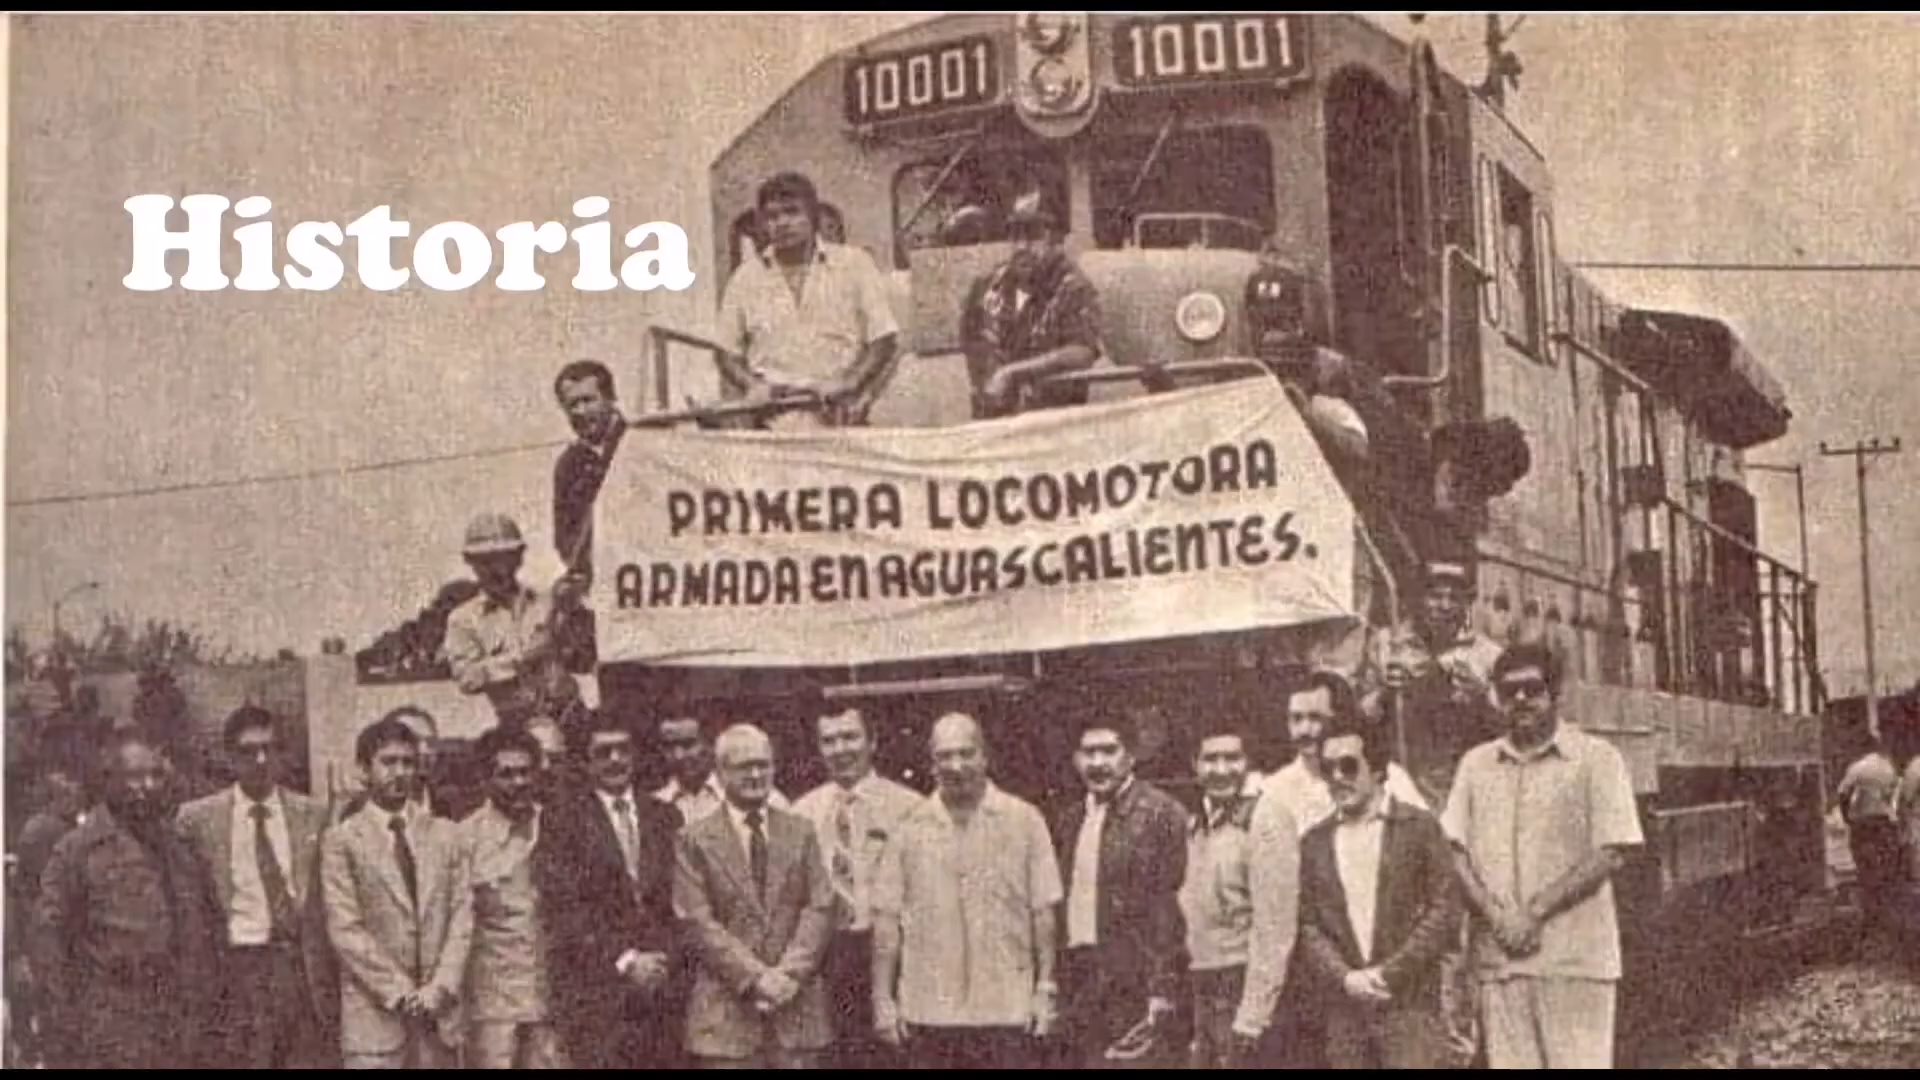 10001
10001
Historia
PRIMERA LOCOMOTORA
ARMADA EN AGUASCALIENTES.